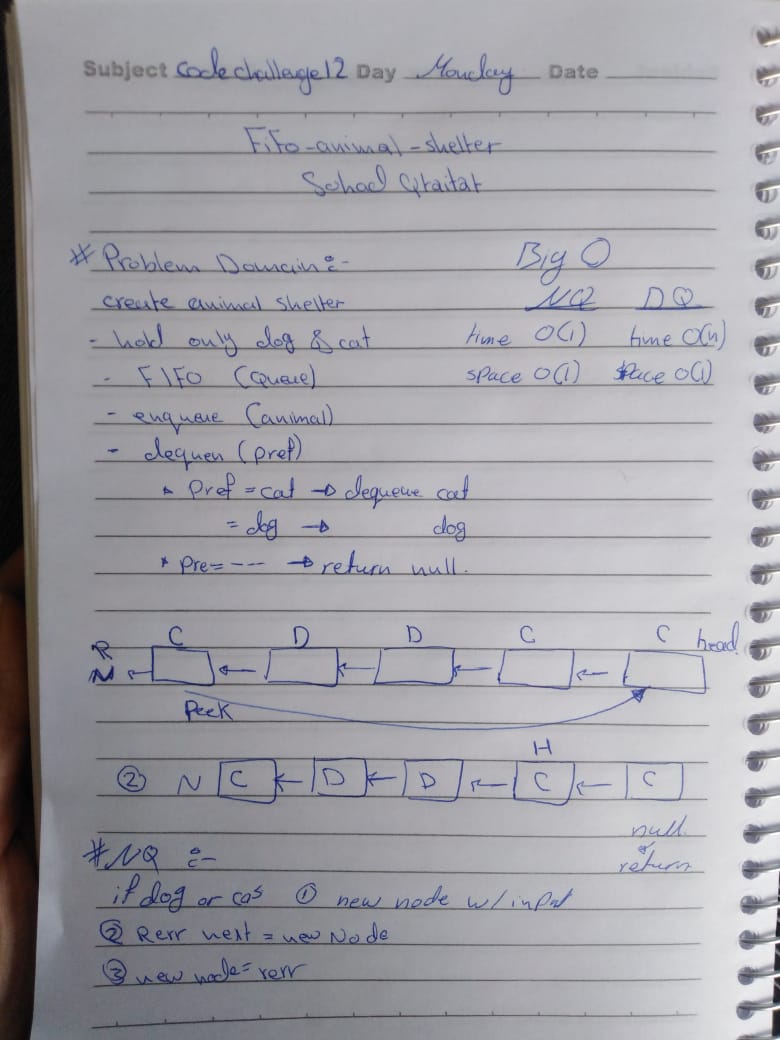 Subject Code challenge 12 Day Monday Date
FiFo-animal-shelter
Sohad Qtaitat
# Problem Domain :- Big O
create animal shelter NQ DQ
- hold only dog & cat time O(1) time O(n)
- FIFO (Queue) space O(1) space O(1)
- enqueue (animal)
- dequeu (pref)
* Pref = cat → dequeue cat
= dog → dog
* Pre = --- → return null.
C D D C C head
R
N ← ← ← ← ←
Peek
H
② N C ← D ← D ← C ← C
null
# NQ :- return
if dog or cas ① new node w/ input
② Rerr next = new Node
③ new node = rerr